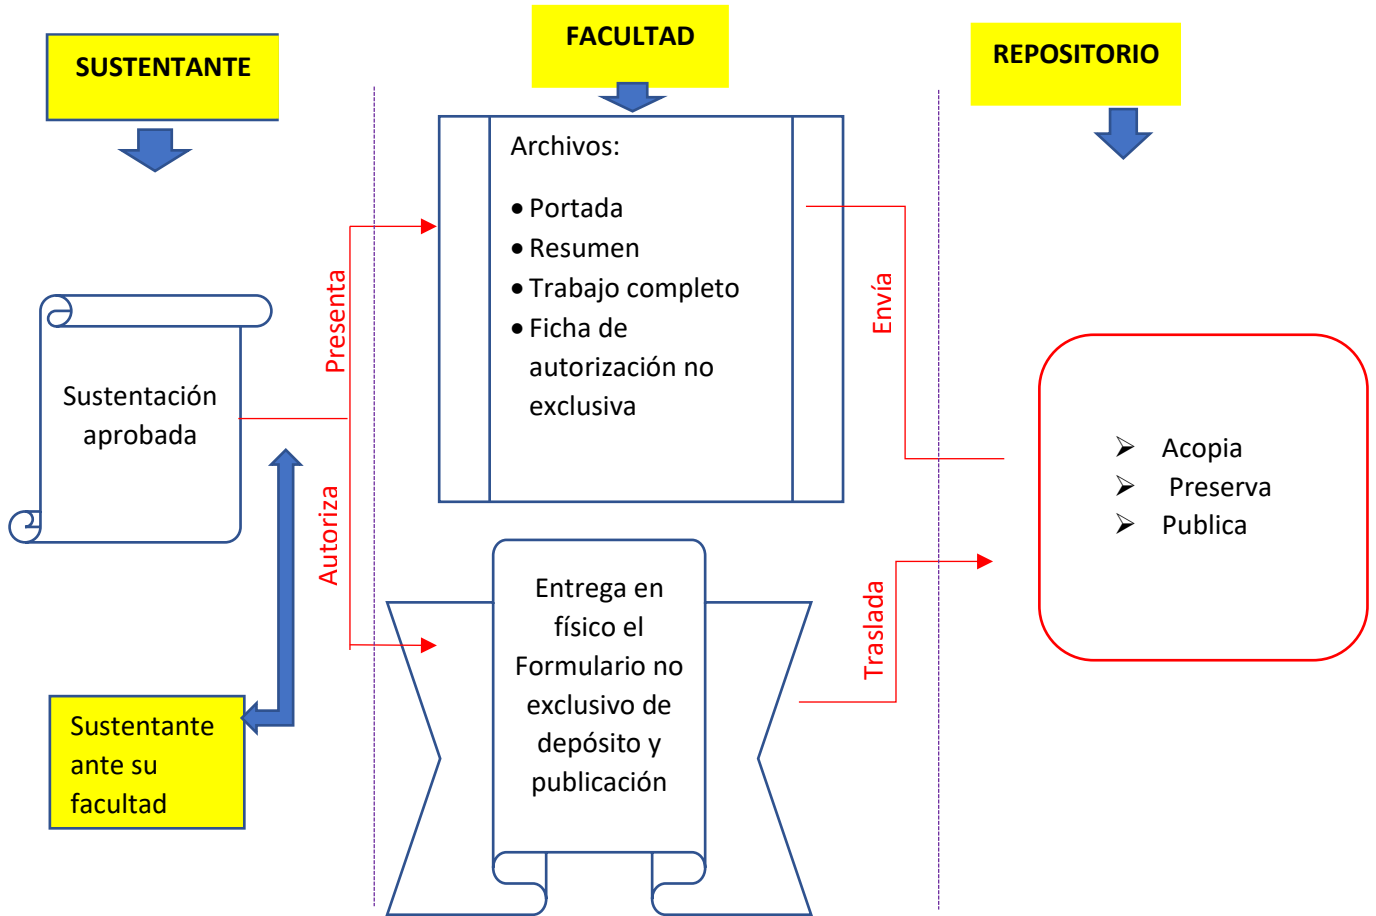 SUSTENTANTE
FACULTAD
REPOSITORIO
Sustentación
aprobada
Sustentante
ante su
facultad
Presenta
Autoriza
Archivos:
• Portada
• Resumen
• Trabajo completo
• Ficha de
autorización no
exclusiva
Entrega en
físico el
Formulario no
exclusivo de
depósito y
publicación
Envía
Traslada
➢ Acopia
➢ Preserva
➢ Publica